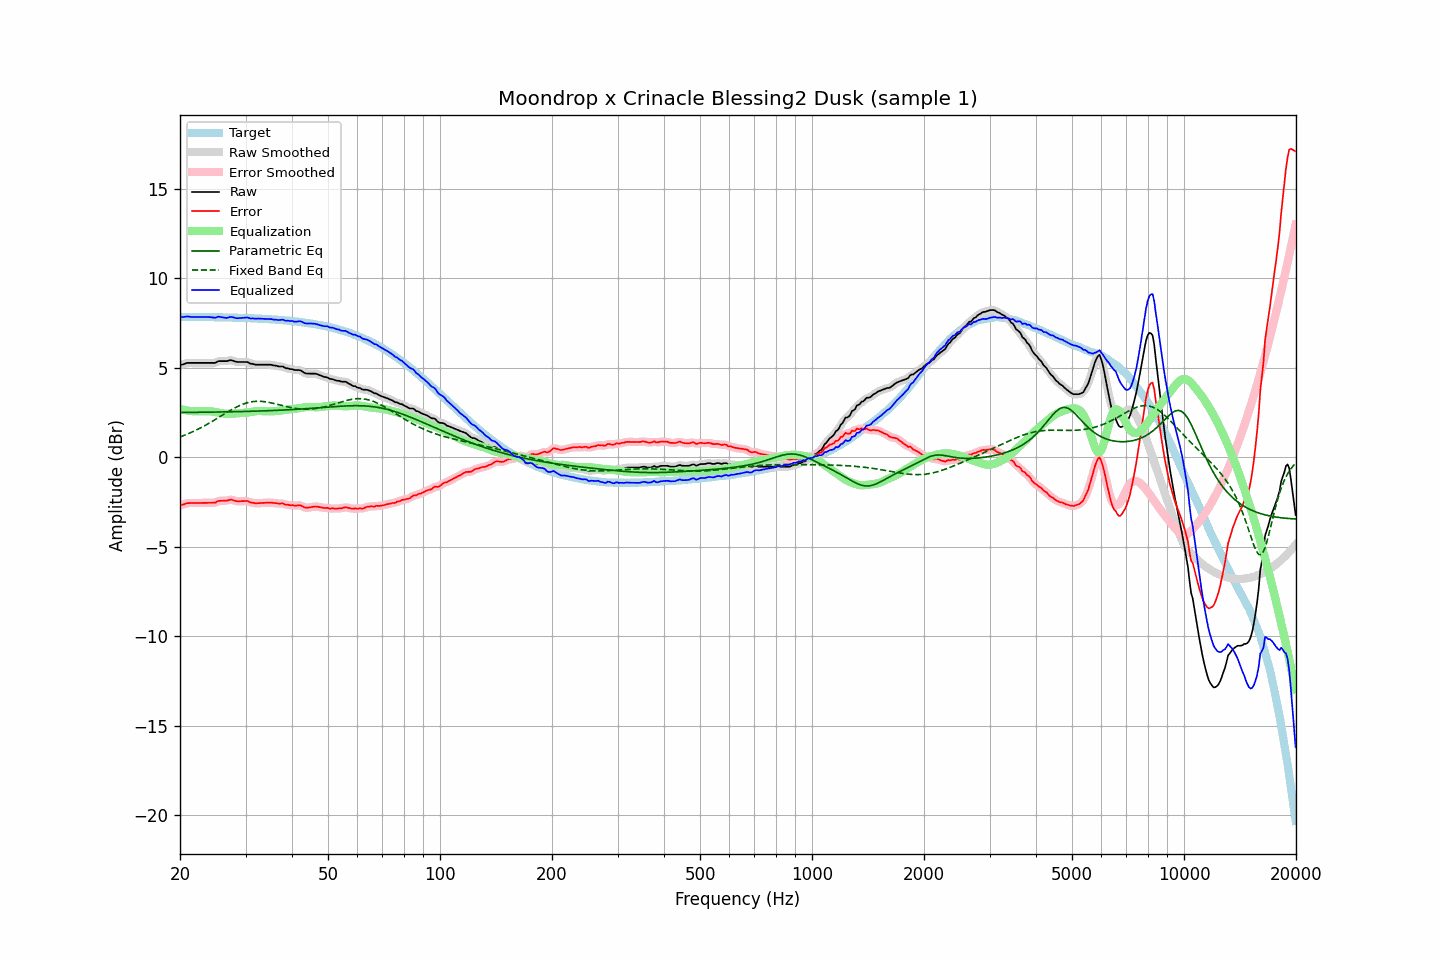 Moondrop x Crinacle Blessing2 Dusk (sample 1)
Target
Raw Smoothed
Error Smoothed
Raw
Error
Equalization
Parametric Eq
Fixed Band Eq
Equalized
Amplitude (dBr)
15
10
5
0
−5
−10
−15
−20
20 50 100 200 500 1000 2000 5000 10000 20000
Frequency (Hz)